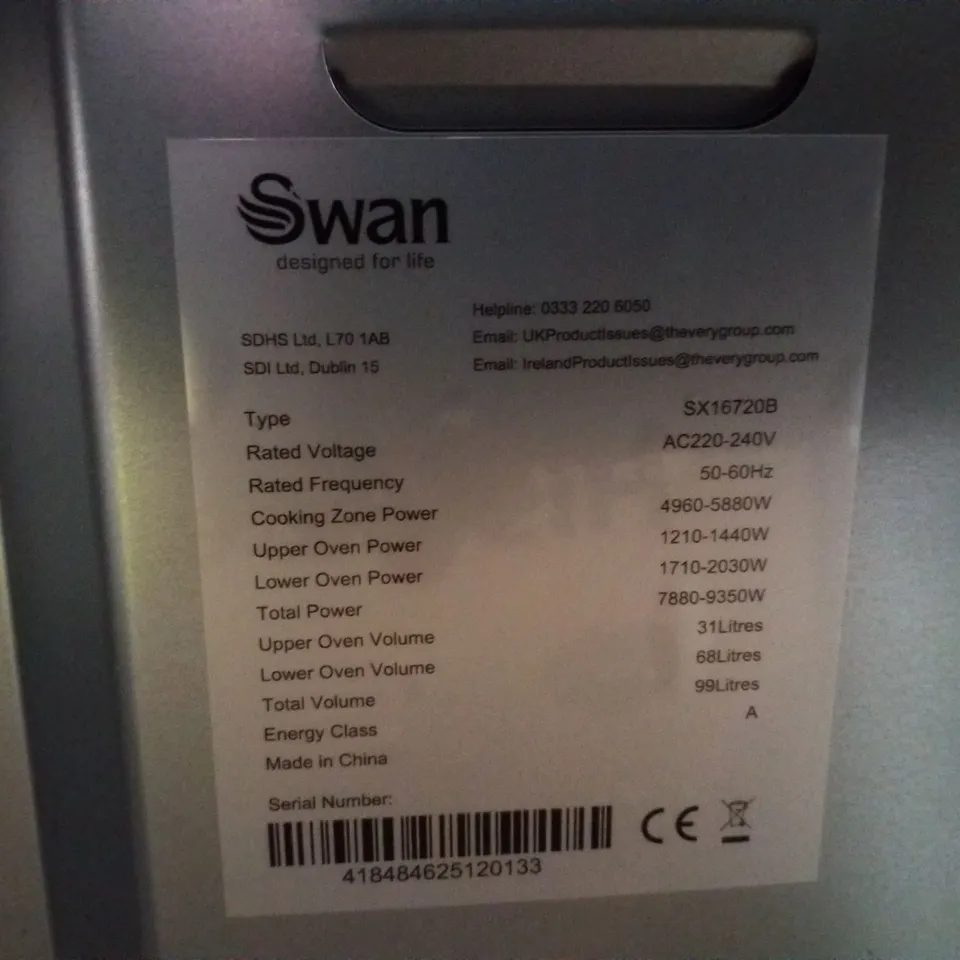 Swan
designed for life
Helpline: 0333 220 6050
SDHS Ltd, L70 1AB
Email: UKProductIssues@theverygroup.com
SDI Ltd, Dublin 15
Email: IrelandProductIssues@theverygroup.com
Type SX16720B
Rated Voltage AC220-240V
Rated Frequency 50-60Hz
Cooking Zone Power 4960-5880W
Upper Oven Power 1210-1440W
Lower Oven Power 1710-2030W
Total Power 7880-9350W
Upper Oven Volume 31Litres
Lower Oven Volume 68Litres
Total Volume 99Litres
Energy Class A
Made in China
Serial Number:
418484625120133
CE